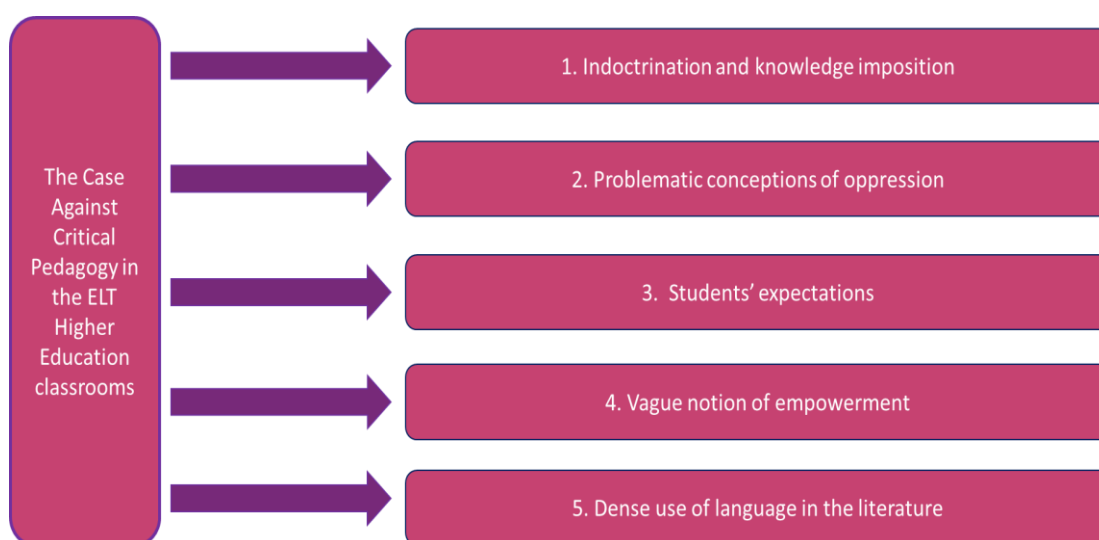 The Case
Against
Critical
Pedagogy in
the ELT
Higher
Education
classrooms
1. Indoctrination and knowledge imposition
2. Problematic conceptions of oppression
3. Students’ expectations
4. Vague notion of empowerment
5. Dense use of language in the literature